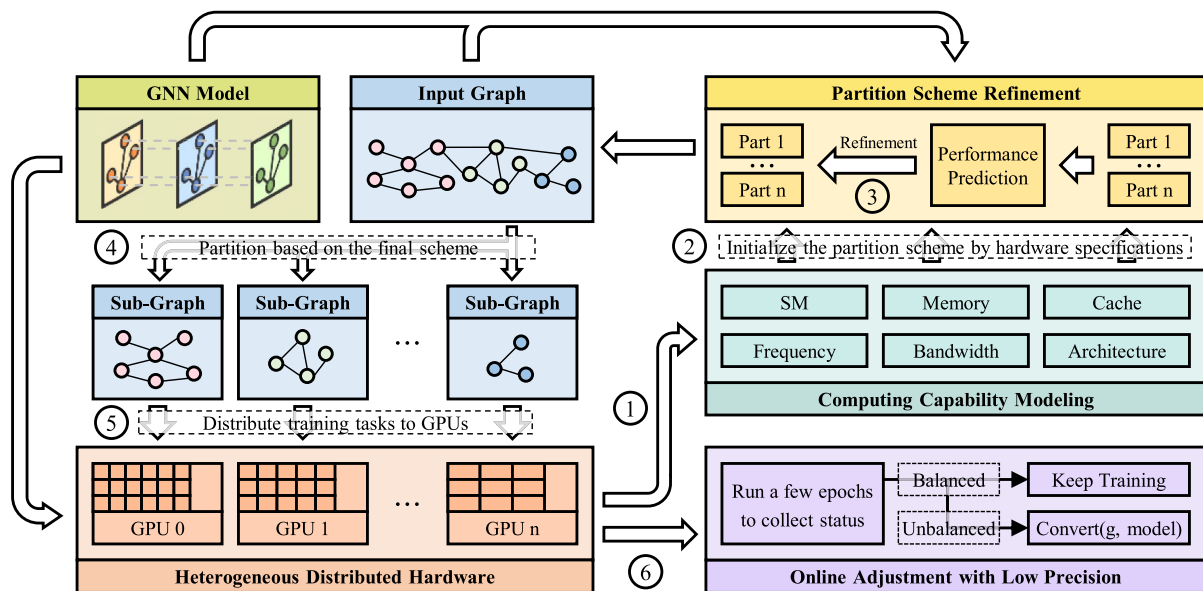 GNN Model
Input Graph
Partition Scheme Refinement
Part 1
...
Part n
Refinement
3
Performance
Prediction
Part 1
...
Part n
4
Partition based on the final scheme
2
Initialize the partition scheme by hardware specifications
Sub-Graph
Sub-Graph
...
Sub-Graph
SM
Memory
Cache
Frequency
Bandwidth
Architecture
Computing Capability Modeling
1
5
Distribute training tasks to GPUs
GPU 0
GPU 1
...
GPU n
Heterogeneous Distributed Hardware
6
Run a few epochs
to collect status
Balanced
Unbalanced
Keep Training
Convert(g, model)
Online Adjustment with Low Precision